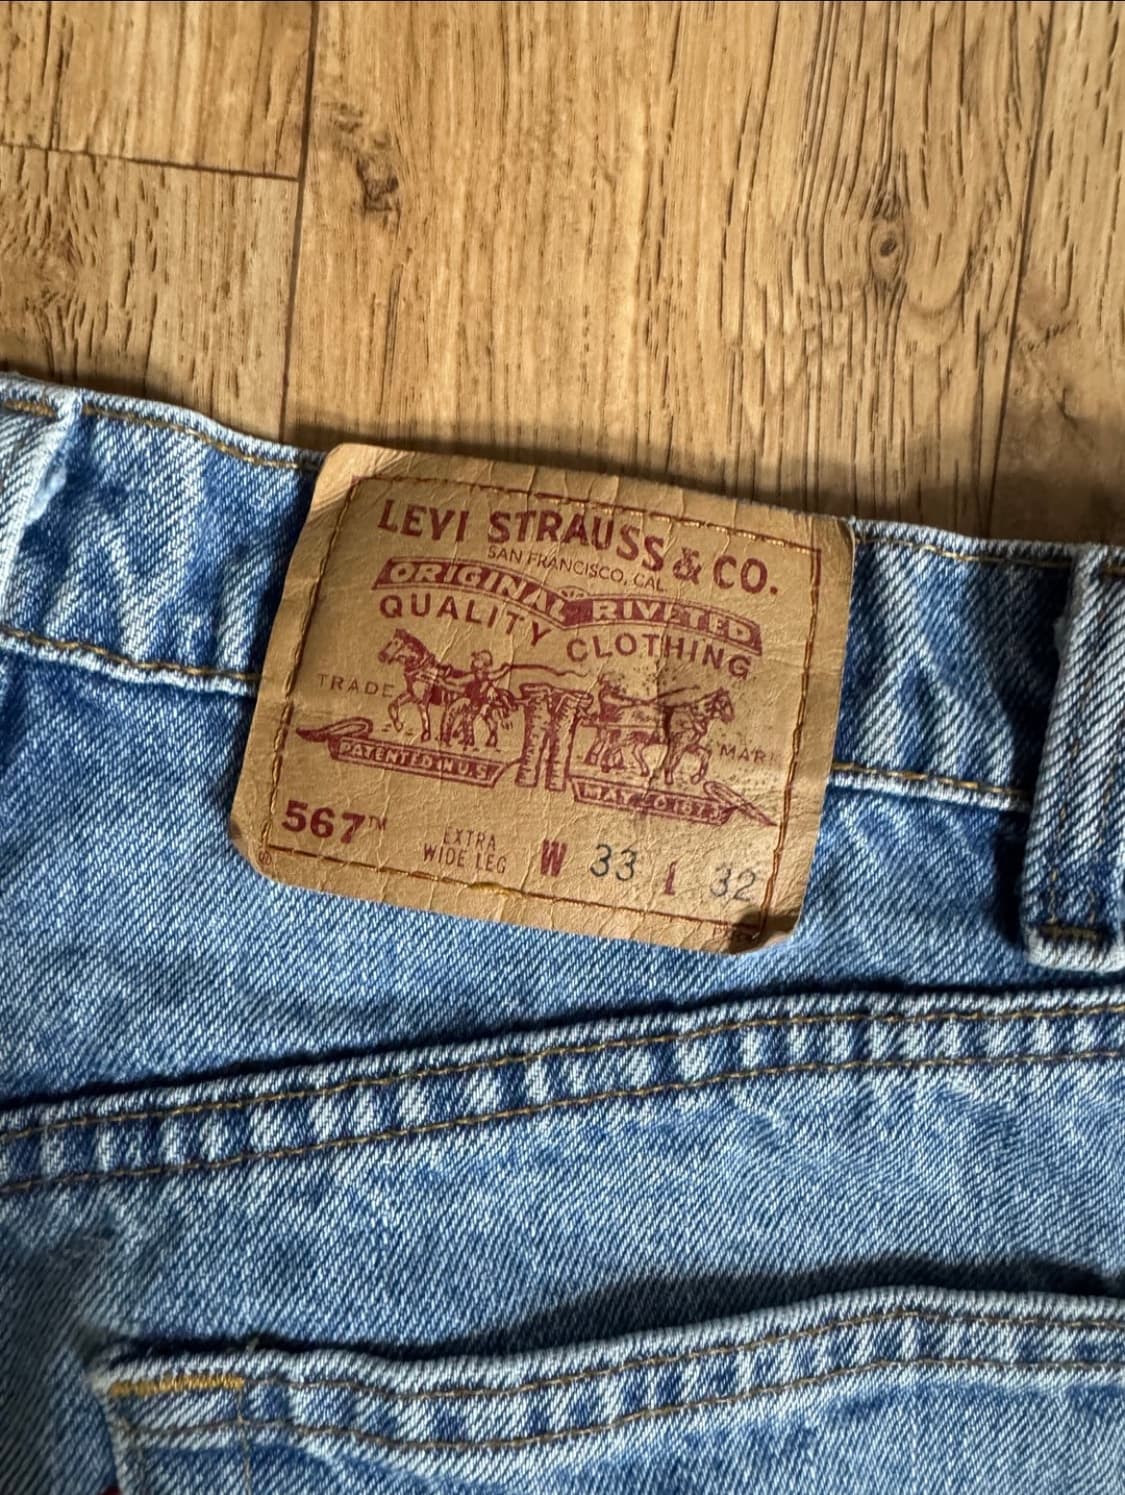 LEVI STRAUSS & CO.
SAN FRANCISCO, CAL
ORIGINAL RIVETED
QUALITY CLOTHING
TRADE MARK
PATENTED IN U.S.
MAY 20 1873
567™ EXTRA WIDE LEG W 33 L 32